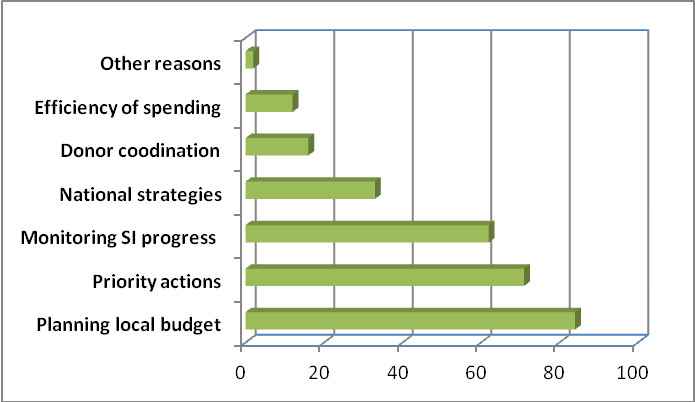 Other reasons
Efficiency of spending
Donor coodination
National strategies
Monitoring SI progress
Priority actions
Planning local budget
0 20 40 60 80 100